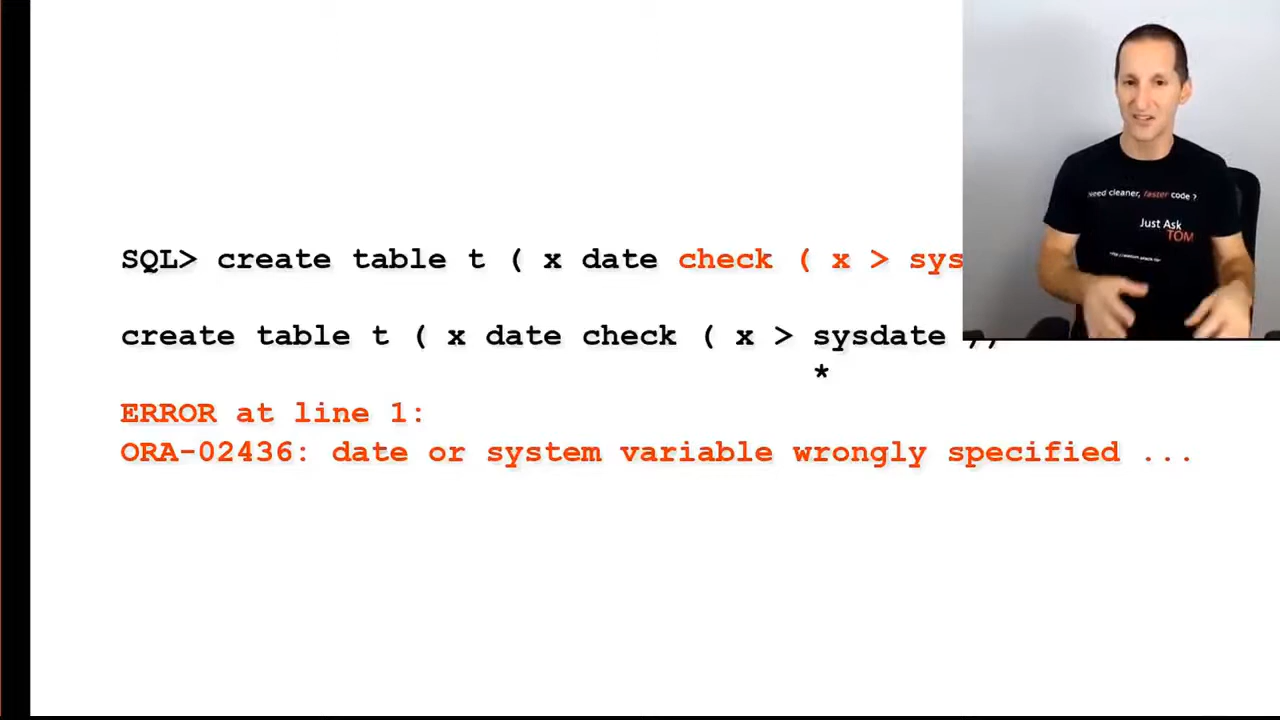 SQL> create table t ( x date check ( x > sys
create table t ( x date check ( x > sysdate ))
*
ERROR at line 1:
ORA-02436: date or system variable wrongly specified ...
Need cleaner, faster code ?
Just Ask
TOM